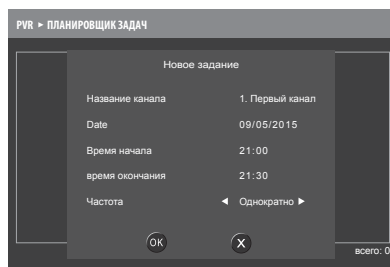 PVR ► ПЛАНИРОВЩИК ЗАДАЧ
Новое задание
Название канала 1. Первый канал
Date 09/05/2015
Время начала 21:00
время окончания 21:30
Частота ◄ Однократно ►
OK X
всего: 0